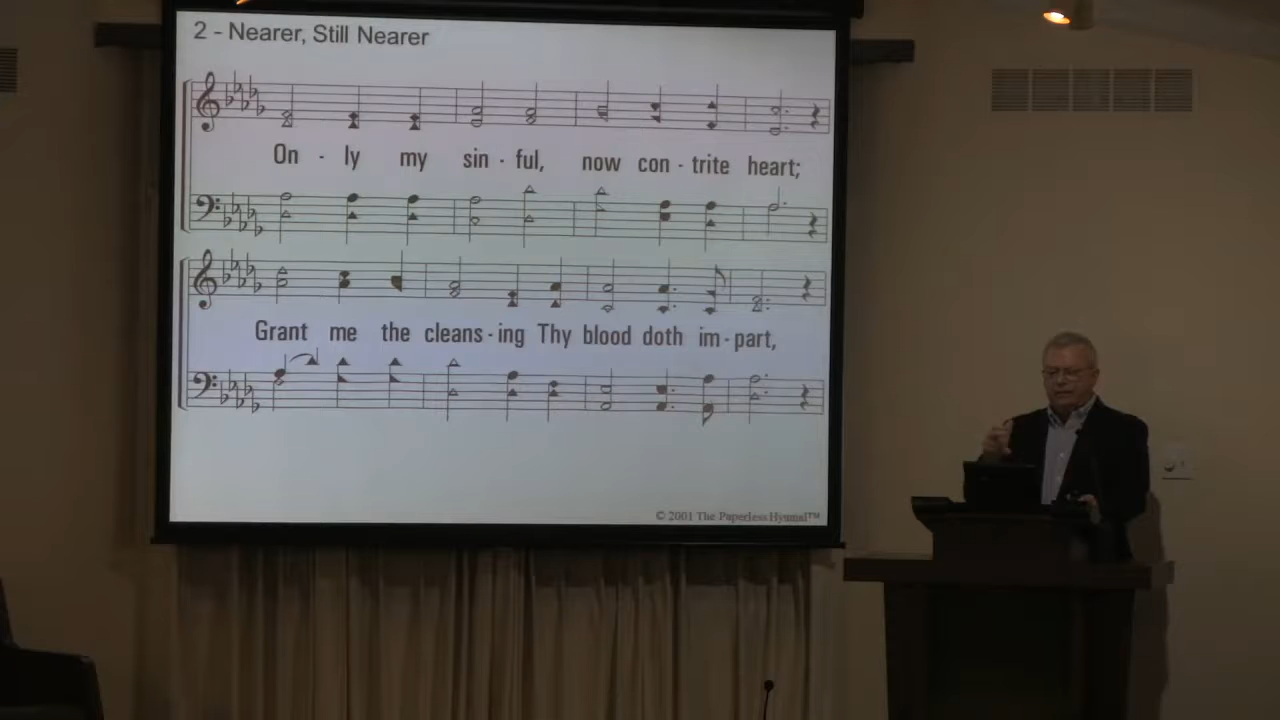 2 - Nearer, Still Nearer
On - ly my sin - ful, now con - trite heart;
Grant me the cleans - ing Thy blood doth im - part,
© 2001 The Paperless Hymnal™